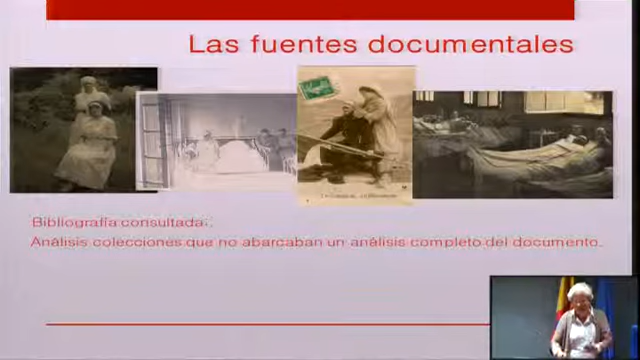 Las fuentes documentales
Bibliografía consultada:.
Análisis colecciones que no abarcaban un análisis completo del documento.